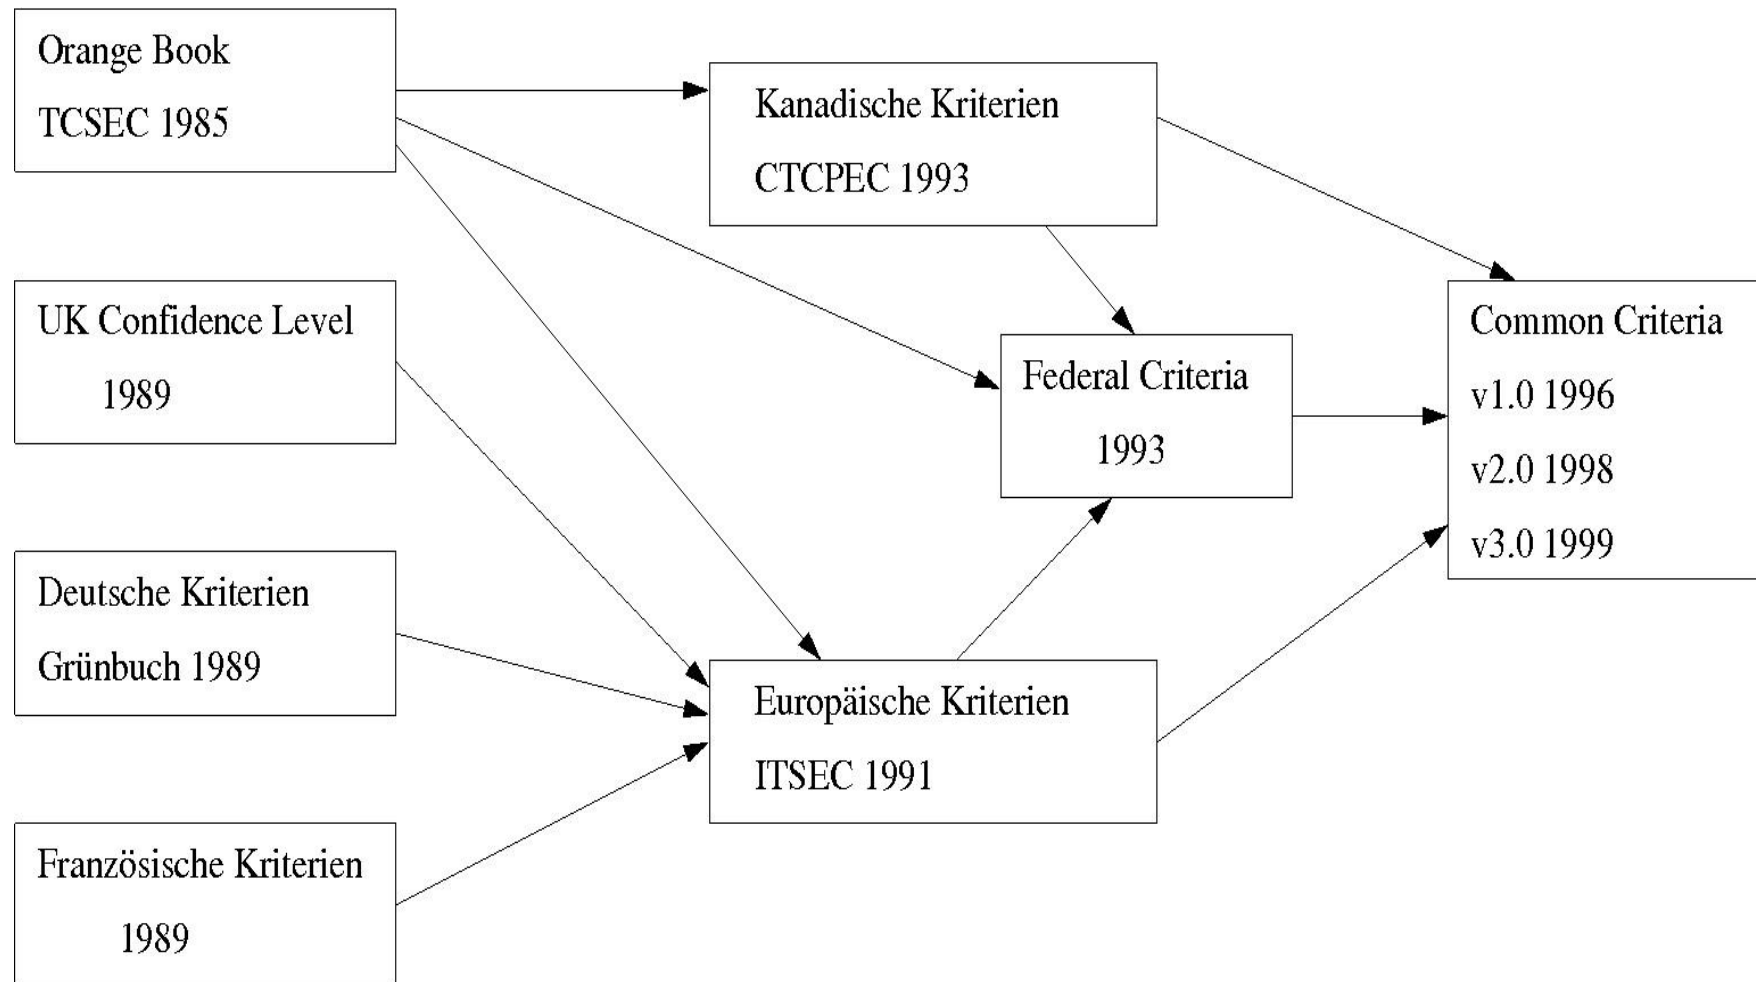 Orange Book
TCSEC 1985
Kanadische Kriterien
CTCPEC 1993
UK Confidence Level
1989
Federal Criteria
1993
Common Criteria
v1.0 1996
v2.0 1998
v3.0 1999
Deutsche Kriterien
Grünbuch 1989
Europäische Kriterien
ITSEC 1991
Französische Kriterien
1989